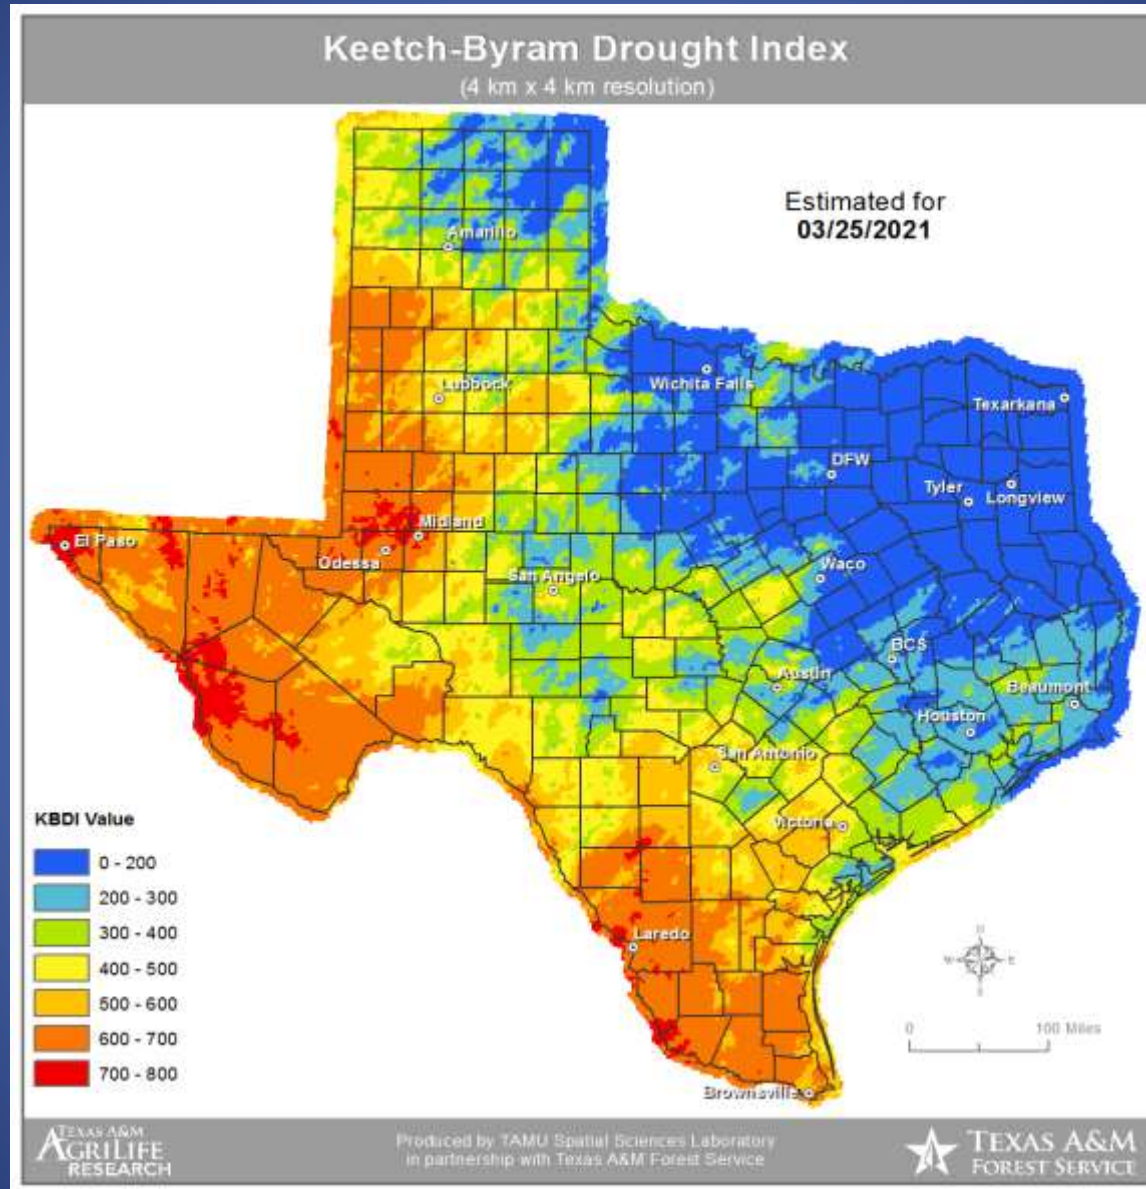 Keetch-Byram Drought Index
(4 km x 4 km resolution)
Estimated for
03/25/2021
Amarillo
Lubbock
Wichita Falls
Texarkana
DFW
Tyler
Longview
Midland
El Paso
Odessa
San Angelo
Waco
BCS
Austin
Beaumont
Houston
San Antonio
Victoria
Laredo
Brownsville
KBDI Value
0 - 200
200 - 300
300 - 400
400 - 500
500 - 600
600 - 700
700 - 800
N
W E
S
0 100 Miles
TEXAS A&M
AGRILIFE
RESEARCH
Produced by TAMU Spatial Sciences Laboratory
in partnership with Texas A&M Forest Service
TEXAS A&M
FOREST SERVICE